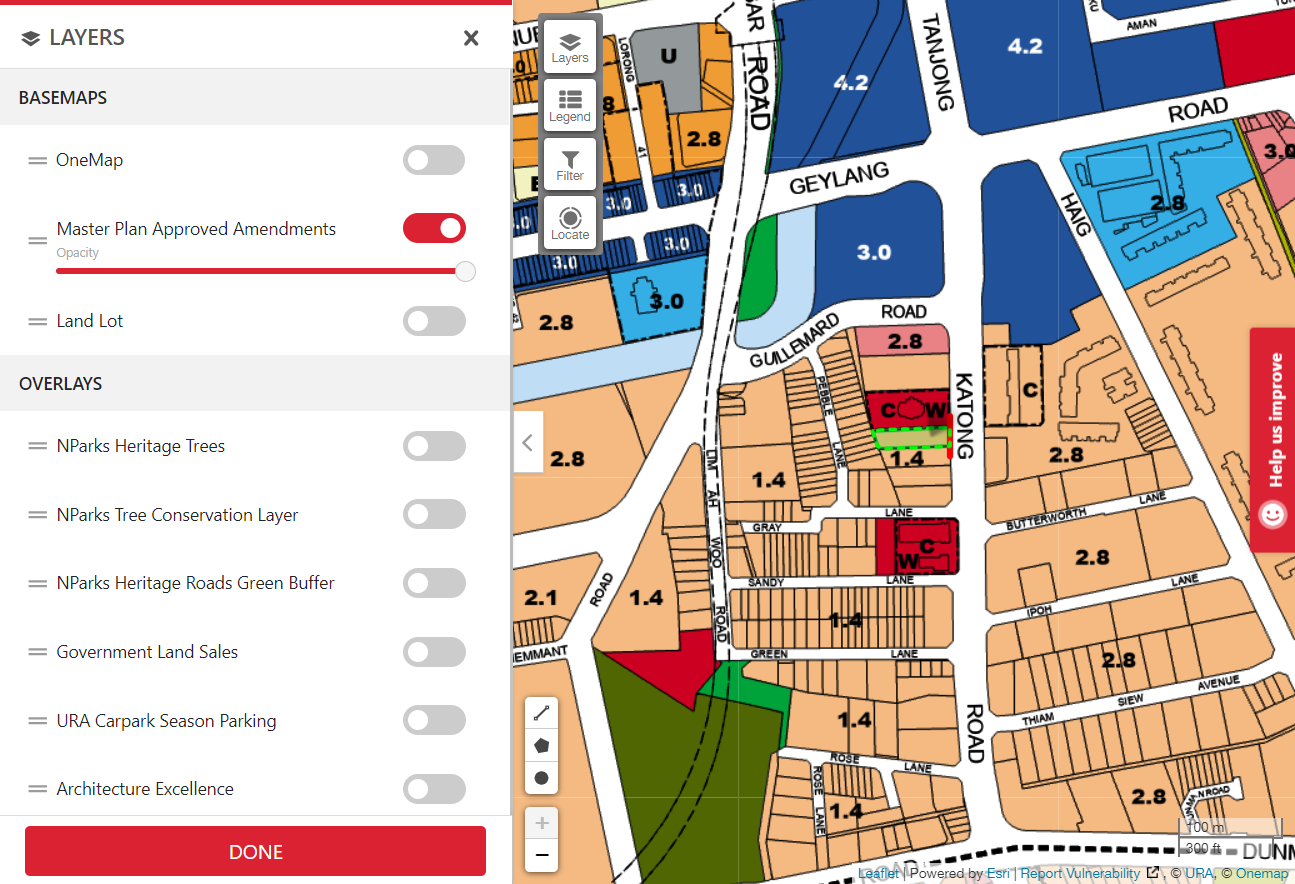 LAYERS
BASEMAPS
OneMap
Master Plan Approved Amendments
Opacity
Land Lot
OVERLAYS
NParks Heritage Trees
NParks Tree Conservation Layer
NParks Heritage Roads Green Buffer
Government Land Sales
URA Carpark Season Parking
Architecture Excellence
DONE
Layers
Legend
Filter
Locate
LORONG
41
U
2.8
8
3.0
3.0
3.0
3.0
ROAD
TANJONG
4.2
4.2
AMAN
ROAD
3.0
GEYLANG
HAIG
2.8
3.0
3.0
2.8
ROAD
GUILLEMARD
2.8
PEBBLE
LANE
KATONG
C
W
C
1.4
2.8
2.8
1.4
LIM AH WOO ROAD
LANE
GRAY
BUTTERWORTH LANE
C
W
2.8
SANDY LANE
IPOH LANE
2.1
ROAD
1.4
1.4
2.8
GREEN LANE
THIAM SIEW AVENUE
1.4
ROAD
ROSE LANE
ROSE LANE
1.4
2.8
ROAD
100 m
300 ft
Help us improve
Leaflet | Powered by Esri | Report Vulnerability , © URA, © Onemap